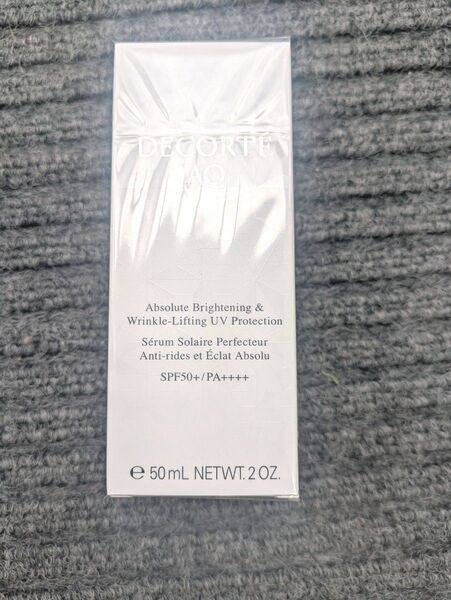 DECORTÉ
AQ
Absolute Brightening &
Wrinkle-Lifting UV Protection
Sérum Solaire Perfecteur
Anti-rides et Éclat Absolu
SPF50+/PA++++
℮ 50 mL NETWT. 2 OZ.